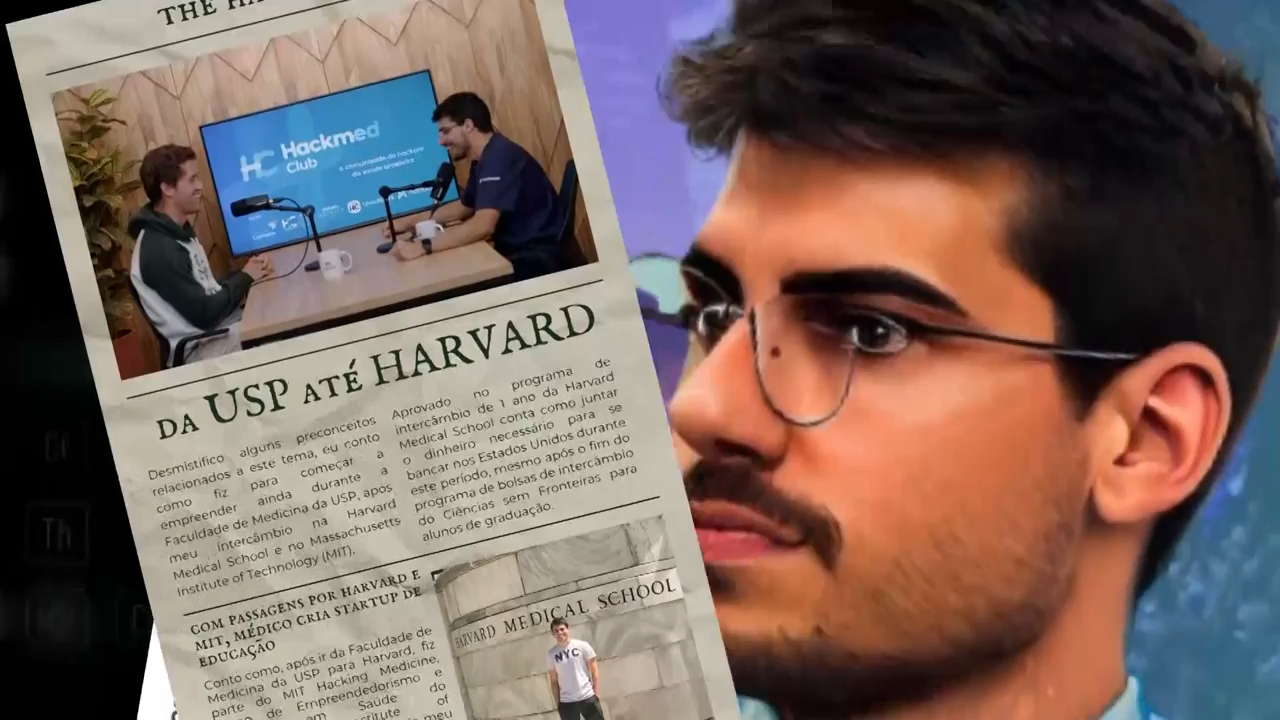 THE HA
HC Hackmed
Club
a comunidade de hackers
da saúde brasileira
DA USP ATÉ HARVARD
Desmistifico alguns preconceitos
relacionados a este tema, eu conto
como fiz para começar a
empreender ainda durante a
Faculdade de Medicina da USP, após
meu intercâmbio na Harvard
Medical School e no Massachusetts
Institute of Technology (MIT).
Aprovado no programa de
intercâmbio de 1 ano da Harvard
Medical School conta como juntar
o dinheiro necessário para se
bancar nos Estados Unidos durante
este período, mesmo após o fim do
programa de bolsas de intercâmbio
do Ciências sem Fronteiras para
alunos de graduação.
COM PASSAGENS POR HARVARD E
MIT, MÉDICO CRIA STARTUP DE
EDUCAÇÃO
Conto como, após ir da Faculdade de
Medicina da USP para Harvard, fiz
parte do MIT Hacking Medicine,
de Empreendedorismo e
em Saúde do
of
meu
HARVARD MEDICAL SCHOOL
NYC
Th